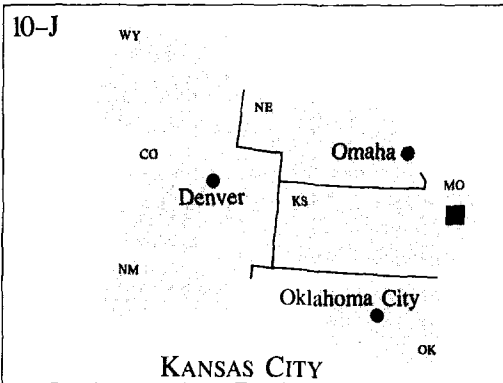 10–J
WY
NE
CO
Omaha
MO
Denver
KS
NM
Oklahoma City
OK
KANSAS CITY